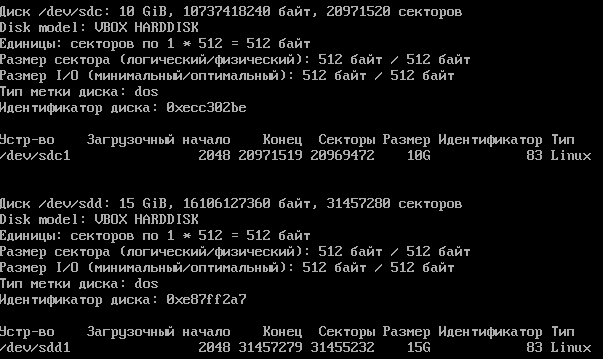 Диск /dev/sdc: 10 GiB, 10737418240 байт, 20971520 секторов
Disk model: VBOX HARDDISK
Единицы: секторов по 1 * 512 = 512 байт
Размер сектора (логический/физический): 512 байт / 512 байт
Размер I/O (минимальный/оптимальный): 512 байт / 512 байт
Тип метки диска: dos
Идентификатор диска: 0xecc302be
Устр-во Загрузочный начало Конец Секторы Размер Идентификатор Тип
/dev/sdc1 2048 20971519 20969472 10G 83 Linux
Диск /dev/sdd: 15 GiB, 16106127360 байт, 31457280 секторов
Disk model: VBOX HARDDISK
Единицы: секторов по 1 * 512 = 512 байт
Размер сектора (логический/физический): 512 байт / 512 байт
Размер I/O (минимальный/оптимальный): 512 байт / 512 байт
Тип метки диска: dos
Идентификатор диска: 0xe87ff2a7
Устр-во Загрузочный начало Конец Секторы Размер Идентификатор Тип
/dev/sdd1 2048 31457279 31455232 15G 83 Linux